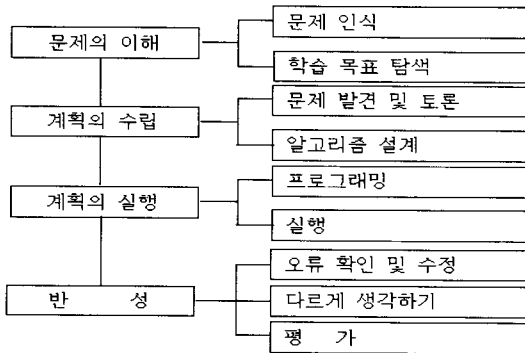 문제의 이해
문제 인식
학습 목표 탐색
계획의 수립
문제 발견 및 토론
알고리즘 설계
계획의 실행
프로그래밍
실행
반 성
오류 확인 및 수정
다르게 생각하기
평 가